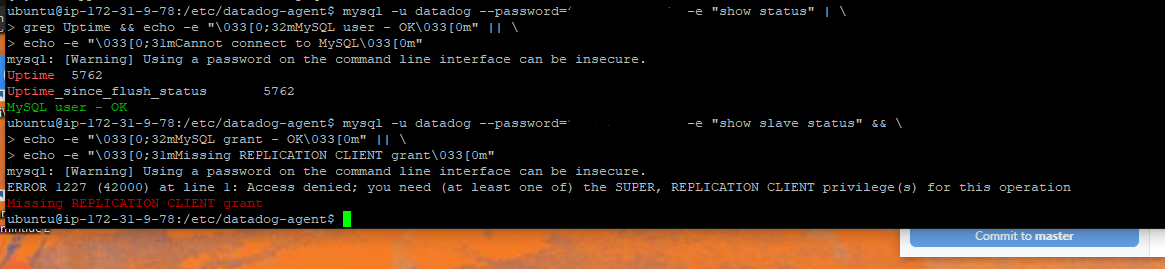 ubuntu@ip-172-31-9-78:/etc/datadog-agent$ mysql -u datadog --password= -e "show status" | \
> grep Uptime && echo -e "\033[0;32mMySQL user - OK\033[0m" || \
> echo -e "\033[0;31mCannot connect to MySQL\033[0m"
mysql: [Warning] Using a password on the command line interface can be insecure.
Uptime 5762
Uptime_since_flush_status 5762
MySQL user - OK
ubuntu@ip-172-31-9-78:/etc/datadog-agent$ mysql -u datadog --password= -e "show slave status" && \
> echo -e "\033[0;32mMySQL grant - OK\033[0m" || \
> echo -e "\033[0;31mMissing REPLICATION CLIENT grant\033[0m"
mysql: [Warning] Using a password on the command line interface can be insecure.
ERROR 1227 (42000) at line 1: Access denied; you need (at least one of) the SUPER, REPLICATION CLIENT privilege(s) for this operation
Missing REPLICATION CLIENT grant
ubuntu@ip-172-31-9-78:/etc/datadog-agent$
Commit to master